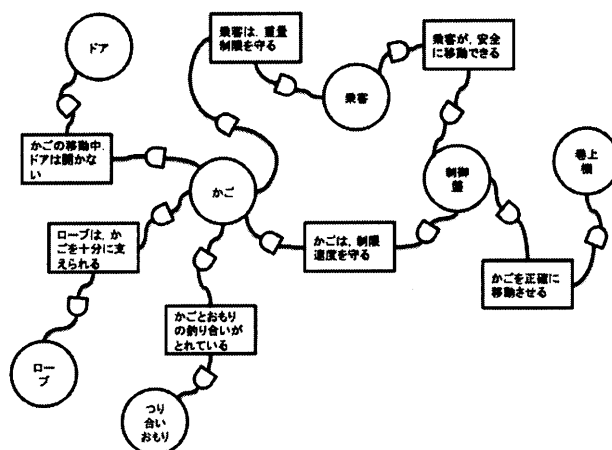 ドア
乗客は、重量
制限を守る
乗客が、安全
に移動できる
乗客
かごの移動中、
ドアは開かな
い
かご
制御
盤
巻上
機
ロープは、か
ごを十分に支
えられる
かごは、制限
速度を守る
かごを正確に
移動させる
かごとおもり
の釣り合いが
とれている
ロー
プ
つり
合い
おもり